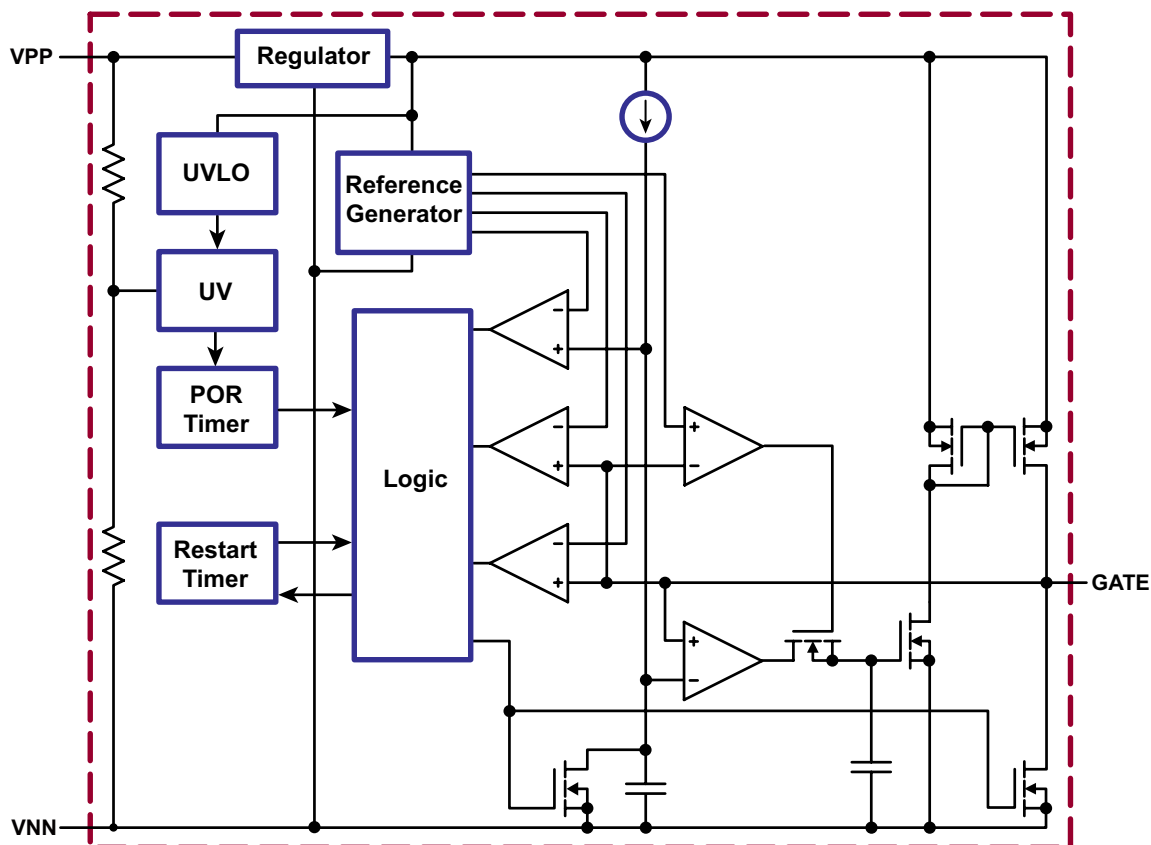 VPP
Regulator
UVLO
Reference
Generator
UV
-
+
POR
Timer
-
+
+
-
Logic
Restart
Timer
-
+
GATE
+
-
VNN